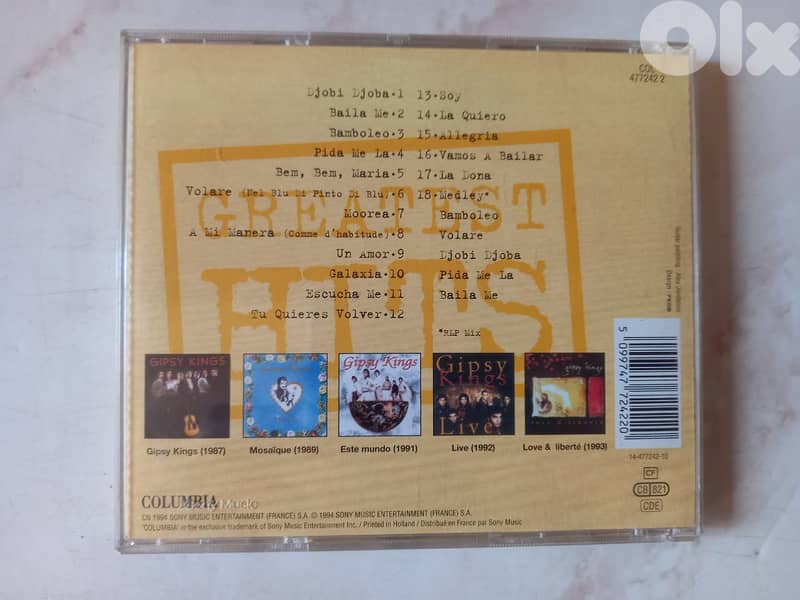 Olx
COL
477242 2
Djobi Djoba•1
Baila Me•2
Bamboleo•3
Pida Me La•4
Bem, Bem, Maria•5
Volare (Nel Blu Di Pinto Di Blu)•6
Moorea•7
A Mi Manera (Comme d'habitude)•8
Un Amor•9
Galaxia•10
Escucha Me•11
Tu Quieres Volver•12
13•Soy
14•La Quiero
15•Allegria
16•Vamos A Bailar
17•La Dona
18•Medley*
Bamboleo
Volare
Djobi Djoba
Pida Me La
Baila Me
*RLP Mix
GREATEST
HITS
GIPSY KINGS
Gipsy Kings
Gipsy
Kings
Live
gipsy kings
Gipsy Kings (1987)
Mosaïque (1989)
Este mundo (1991)
Live (1992)
Love & liberté (1993)
5 099747 724220
14-477242-10
CF
CB 821
CDE
COLUMBIA
Sony Music
℗ 1994 SONY MUSIC ENTERTAINMENT (FRANCE) S.A. © 1994 SONY MUSIC ENTERTAINMENT (FRANCE) S.A.
"COLUMBIA" is the exclusive trademark of Sony Music Entertainment Inc. / Printed in Holland / Distribué en France par Sony Music